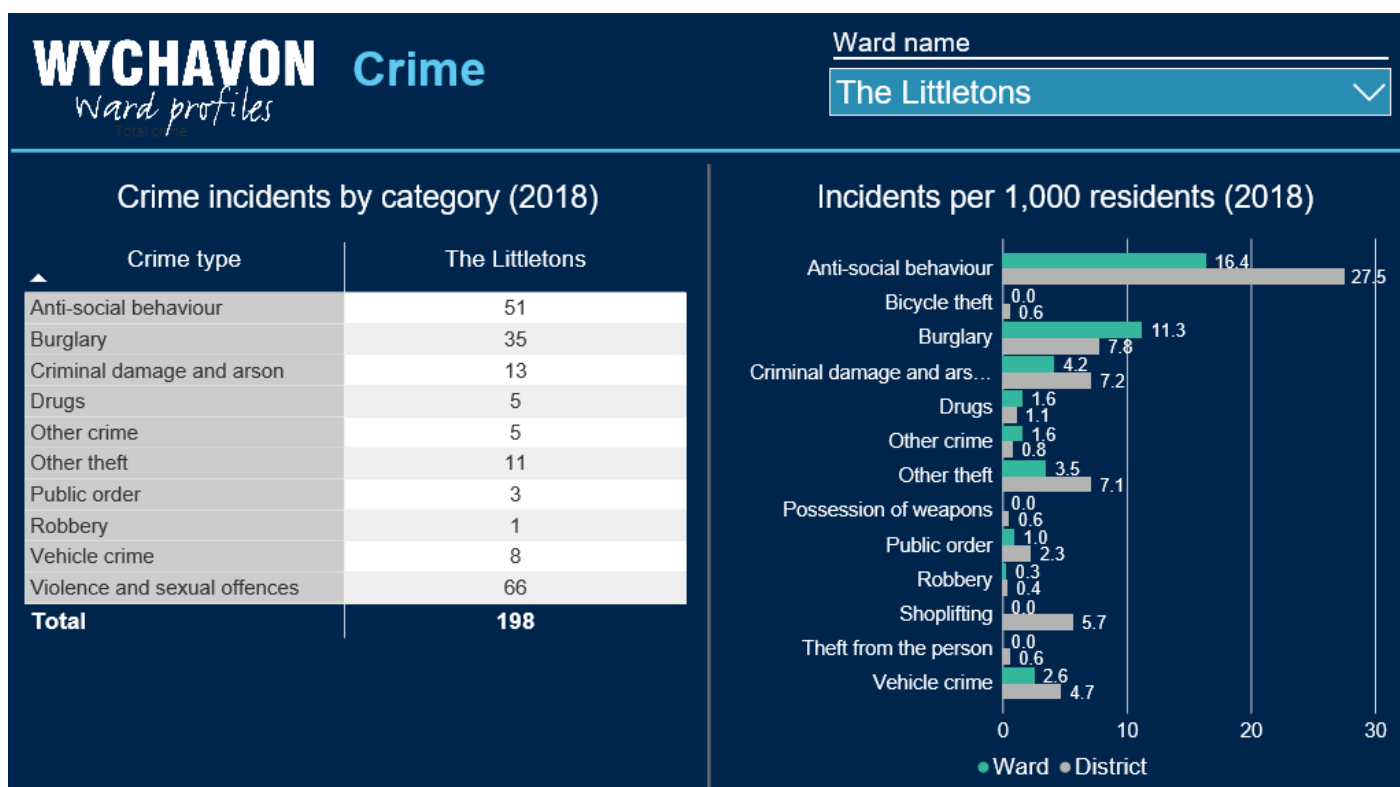 WYCHAVON
Ward profiles
Total crime
Crime
Ward name
The Littletons
Crime incidents by category (2018)
Crime type The Littletons
Anti-social behaviour 51
Burglary 35
Criminal damage and arson 13
Drugs 5
Other crime 5
Other theft 11
Public order 3
Robbery 1
Vehicle crime 8
Violence and sexual offences 66
Total 198
Incidents per 1,000 residents (2018)
Anti-social behaviour 16.4 27.5
Bicycle theft 0.0 0.6
Burglary 11.3 7.8
Criminal damage and ars... 4.2 7.2
Drugs 1.6 1.1
Other crime 1.6 0.8
Other theft 3.5 7.1
Possession of weapons 0.0 0.6
Public order 1.0 2.3
Robbery 0.3 0.4
Shoplifting 0.0 5.7
Theft from the person 0.0 0.6
Vehicle crime 2.6 4.7
0 10 20 30
Ward District